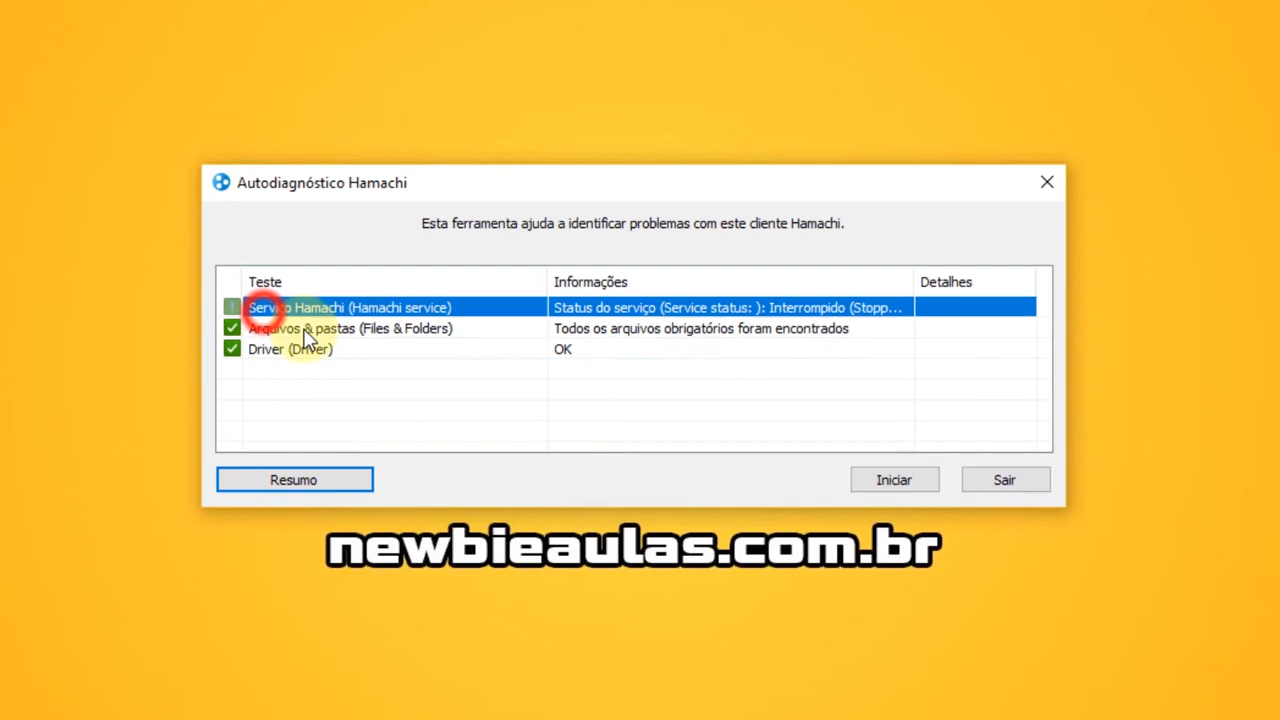 Autodiagnóstico Hamachi
Esta ferramenta ajuda a identificar problemas com este cliente Hamachi.
Teste Informações Detalhes
Serviço Hamachi (Hamachi service) Status do serviço (Service status: ): Interrompido (Stopp...
Arquivos & pastas (Files & Folders) Todos os arquivos obrigatórios foram encontrados
Driver (Driver) OK
Resumo Iniciar Sair
newbieaulas.com.br